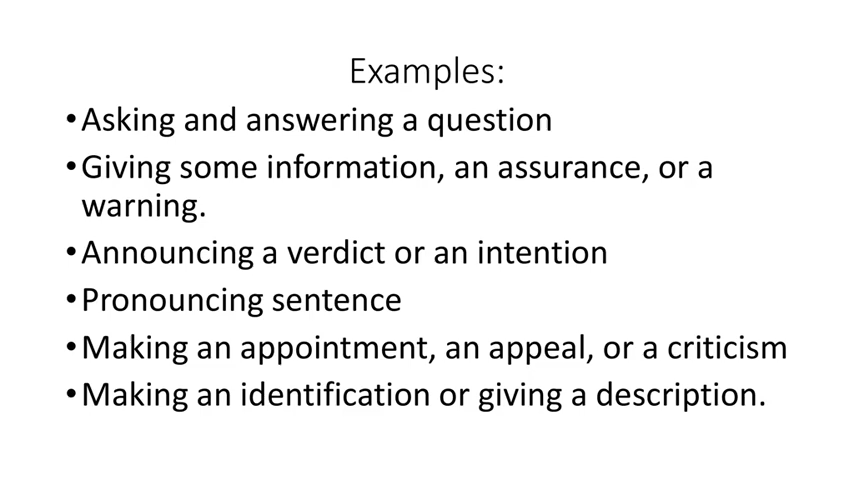 Examples:
•Asking and answering a question
•Giving some information, an assurance, or a
warning.
•Announcing a verdict or an intention
•Pronouncing sentence
•Making an appointment, an appeal, or a criticism
•Making an identification or giving a description.